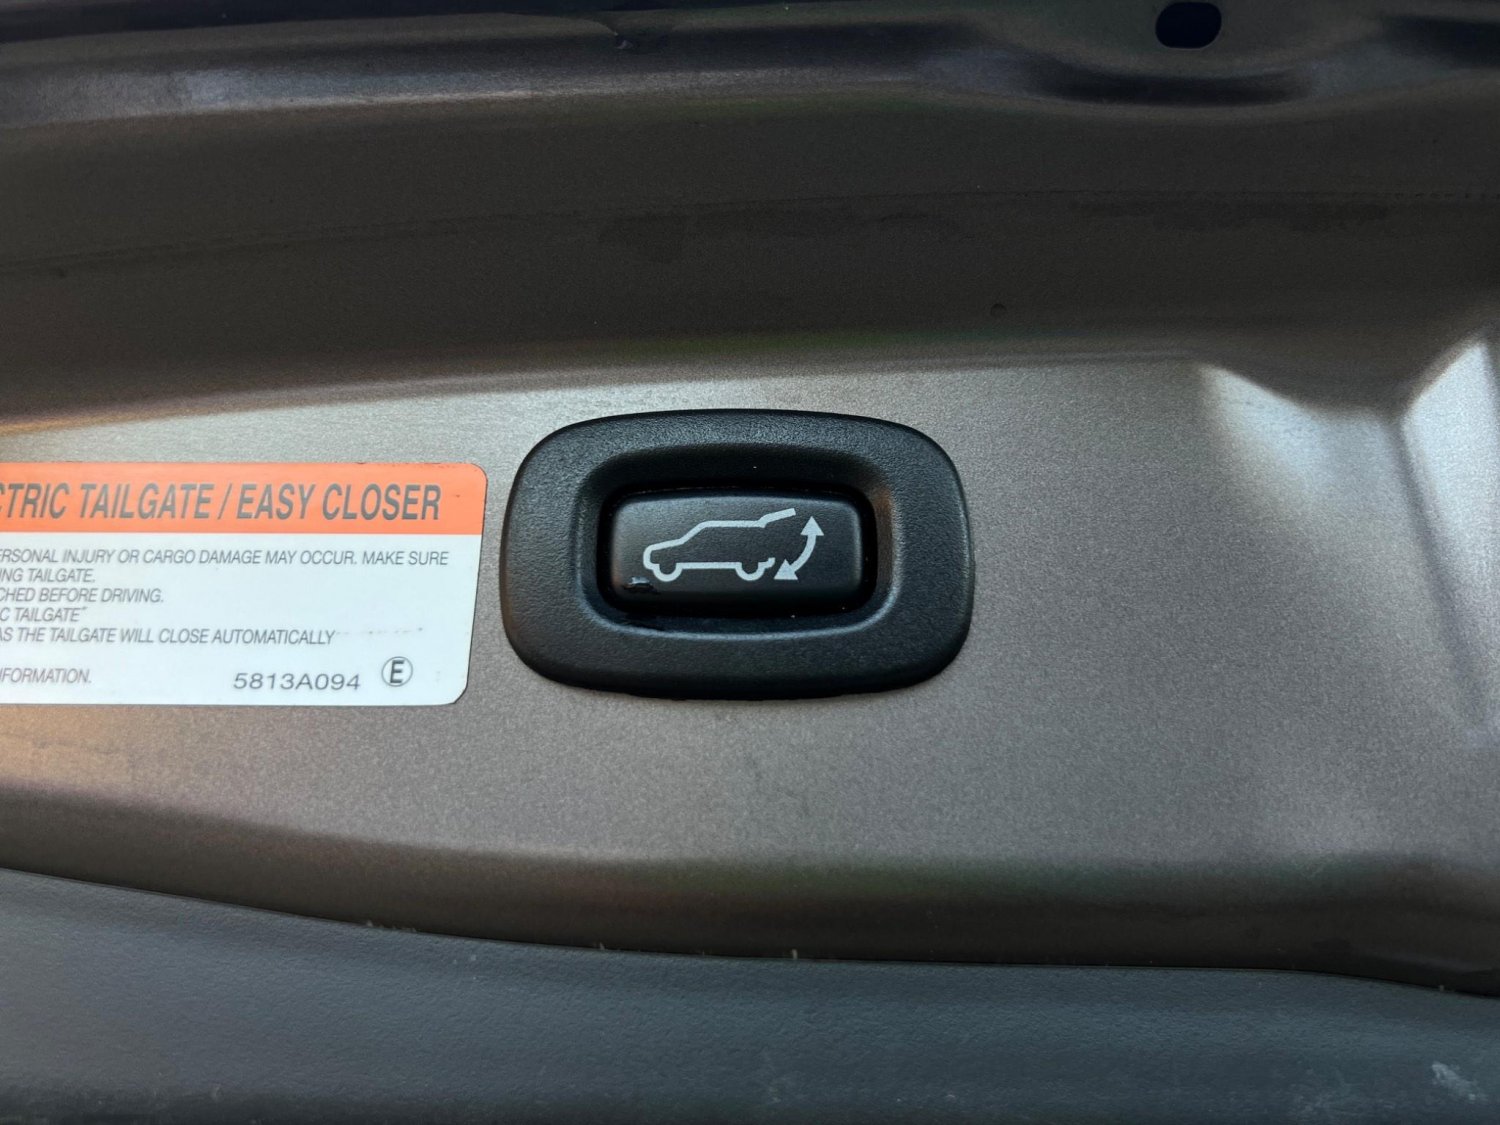 CTRIC TAILGATE / EASY CLOSER
ERSONAL INJURY OR CARGO DAMAGE MAY OCCUR. MAKE SURE
ING TAILGATE.
CHED BEFORE DRIVING.
C TAILGATE"
AS THE TAILGATE WILL CLOSE AUTOMATICALLY
NFORMATION.
5813A094 E